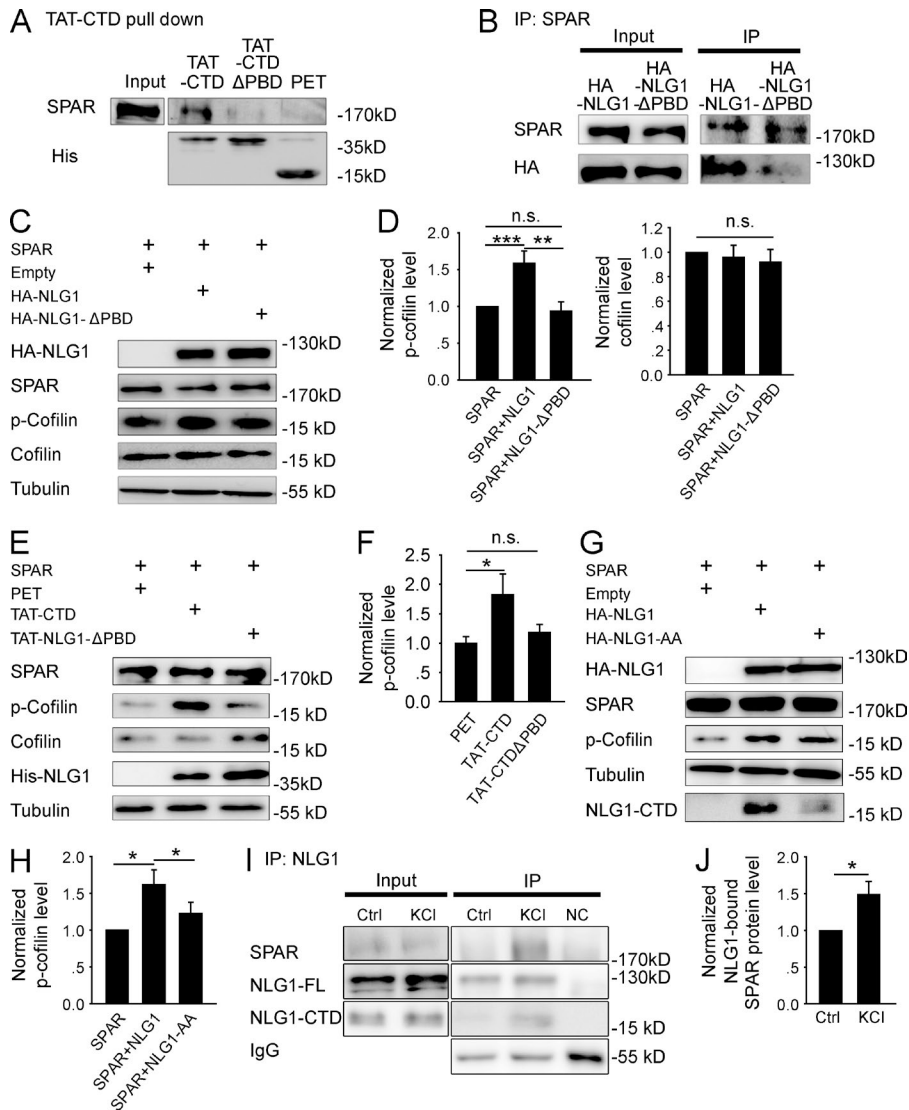 A TAT-CTD pull down
Input
TAT
-CTD
TAT
-CTD
ΔPBD
PET
SPAR
-170kD
His
-35kD
-15kD
B IP: SPAR
Input IP
HA
-NLG1
HA
-NLG1
-ΔPBD
HA
-NLG1-
HA
-NLG1
ΔPBD
SPAR
-170kD
HA
-130kD
C
SPAR + + +
Empty +
HA-NLG1 +
HA-NLG1- ΔPBD +
HA-NLG1 -130kD
SPAR -170kD
p-Cofilin -15 kD
Cofilin -15 kD
Tubulin -55 kD
D
Normalized
p-cofilin level
2.0
1.5
1.0
.5
0.0
n.s.
*** **
SPAR
SPAR+NLG1
SPAR+NLG1-ΔPBD
Normalized
cofilin level
1.2
1.0
.8
.6
.4
.2
0.0
n.s.
SPAR
SPAR+NLG1
SPAR+NLG1-ΔPBD
E
SPAR + + +
PET +
TAT-CTD +
TAT-NLG1-ΔPBD +
SPAR -170kD
p-Cofilin -15 kD
Cofilin -15 kD
His-NLG1 -35kD
Tubulin -55 kD
F
Normalized
p-cofilin levle
2.5
2.0
1.5
1.0
.5
0.0
n.s.
*
PET
TAT-CTD
TAT-CTDΔPBD
G
SPAR + + +
Empty +
HA-NLG1 +
HA-NLG1-AA +
HA-NLG1 -130kD
SPAR -170kD
p-Cofilin -15 kD
Tubulin -55 kD
NLG1-CTD -15 kD
H
Normalized
p-cofilin level
2.0
1.5
1.0
.5
0.0
* *
SPAR
SPAR+NLG1
SPAR+NLG1-AA
I IP: NLG1
Input IP
Ctrl KCl Ctrl KCl NC
SPAR -170kD
NLG1-FL -130kD
NLG1-CTD -15 kD
IgG -55 kD
J
Normalized
NLG1-bound
SPAR protein level
2.0
1.5
1.0
.5
0.0
*
Ctrl KCl